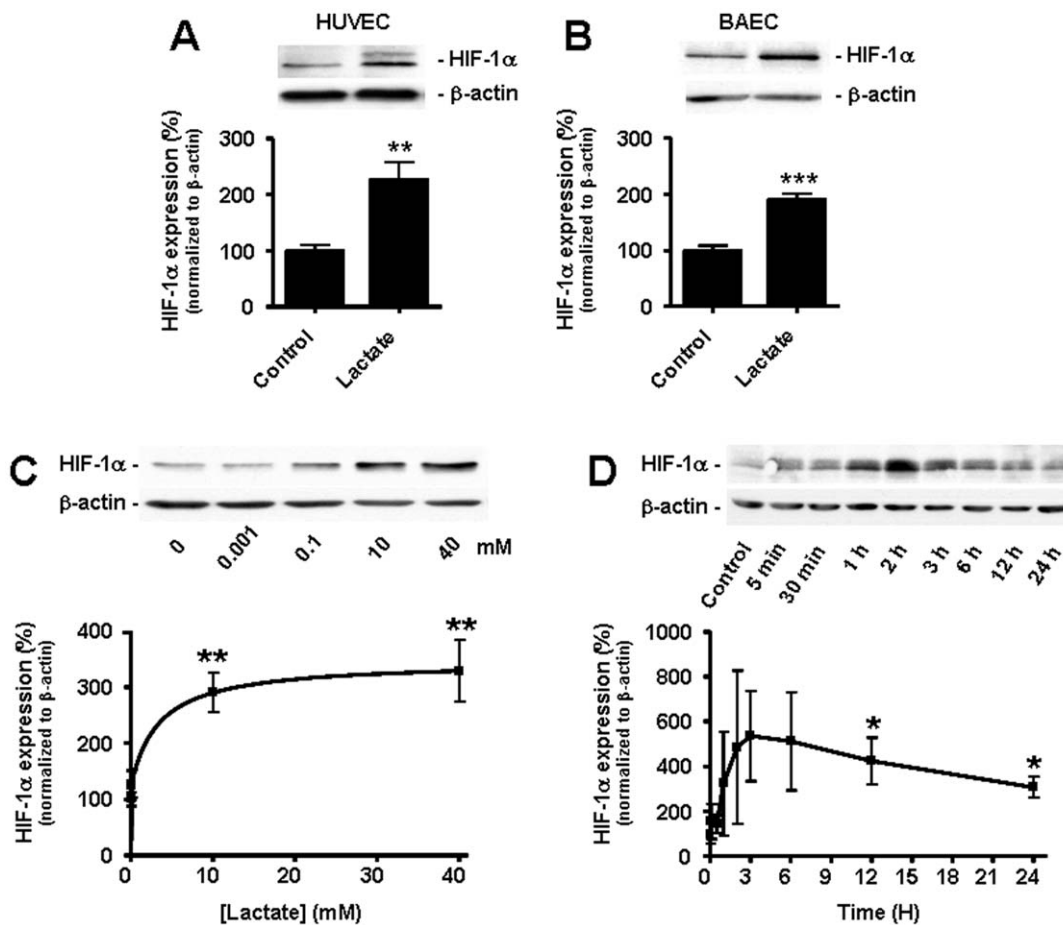 A
HUVEC
- HIF-1α
- β-actin
HIF-1α expression (%)
(normalized to β-actin)
300
200
100
0
**
Control
Lactate
B
BAEC
- HIF-1α
- β-actin
HIF-1α expression (%)
(normalized to β-actin)
300
200
100
0
***
Control
Lactate
C
HIF-1α -
β-actin -
0 0.001 0.1 10 40 mM
HIF-1α expression (%)
(normalized to β-actin)
400
300
200
100
0
** **
0 10 20 30 40
[Lactate] (mM)
D
HIF-1α -
β-actin -
Control 5 min 30 min 1 h 2 h 3 h 6 h 12 h 24 h
HIF-1α expression (%)
(normalized to β-actin)
1000
800
600
400
200
0
* *
0 3 6 9 12 15 18 21 24
Time (H)